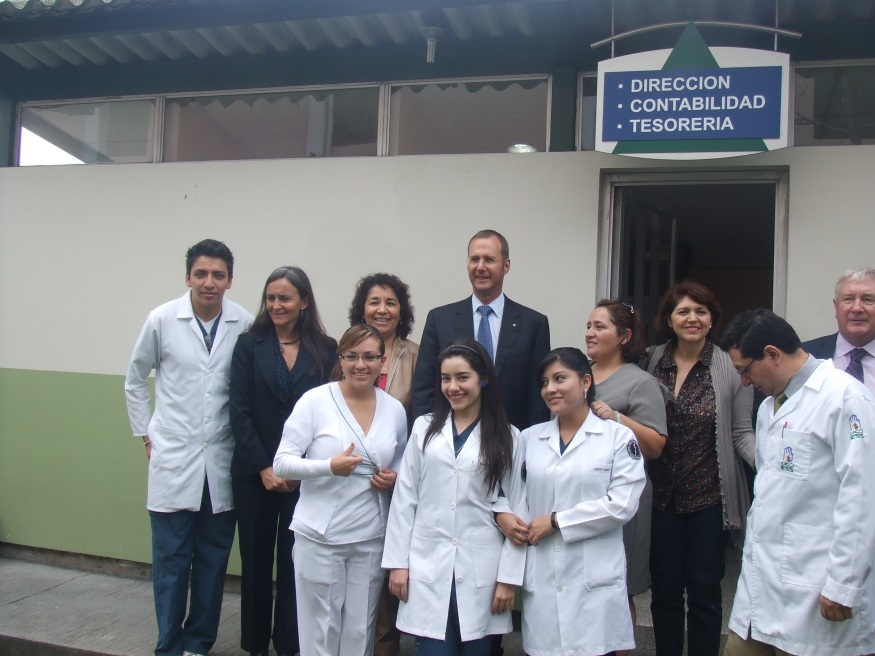 · DIRECCION
· CONTABILIDAD
· TESORERIA